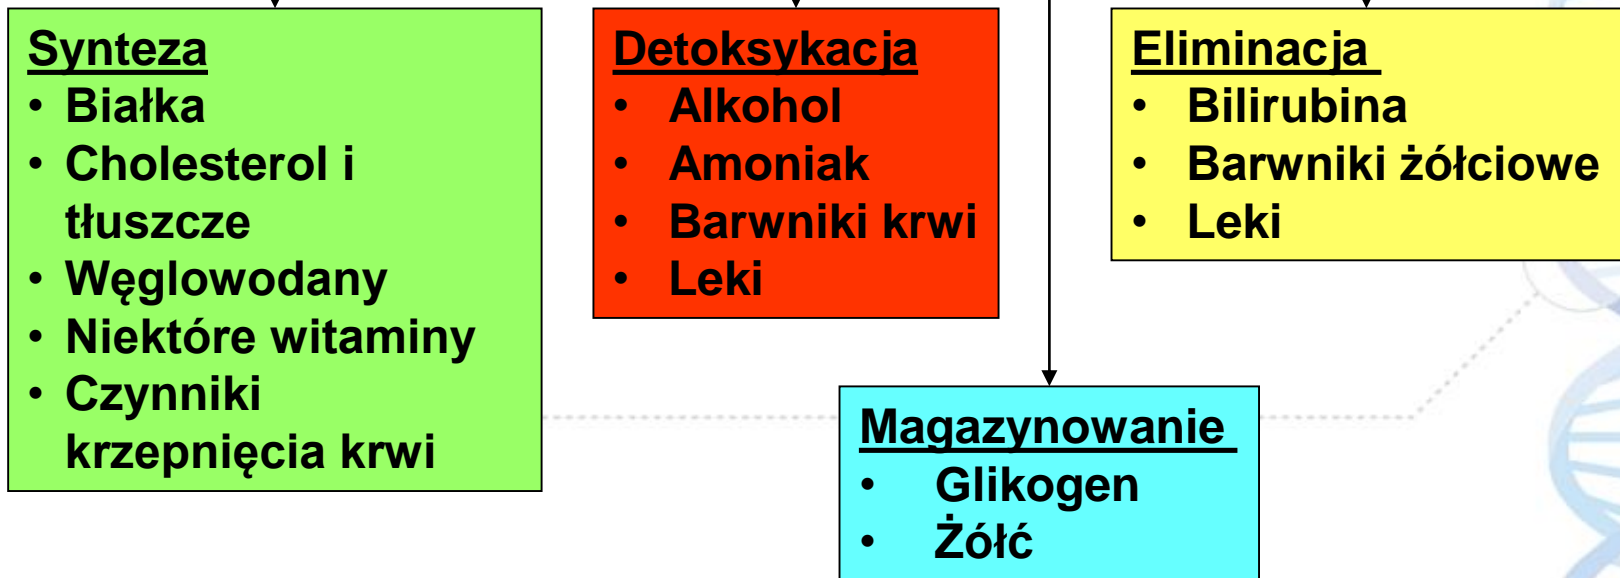 Synteza
• Białka
• Cholesterol i
tłuszcze
• Węglowodany
• Niektóre witaminy
• Czynniki
krzepnięcia krwi
Detoksykacja
• Alkohol
• Amoniak
• Barwniki krwi
• Leki
Eliminacja
• Bilirubina
• Barwniki żółciowe
• Leki
Magazynowanie
• Glikogen
• Żółć